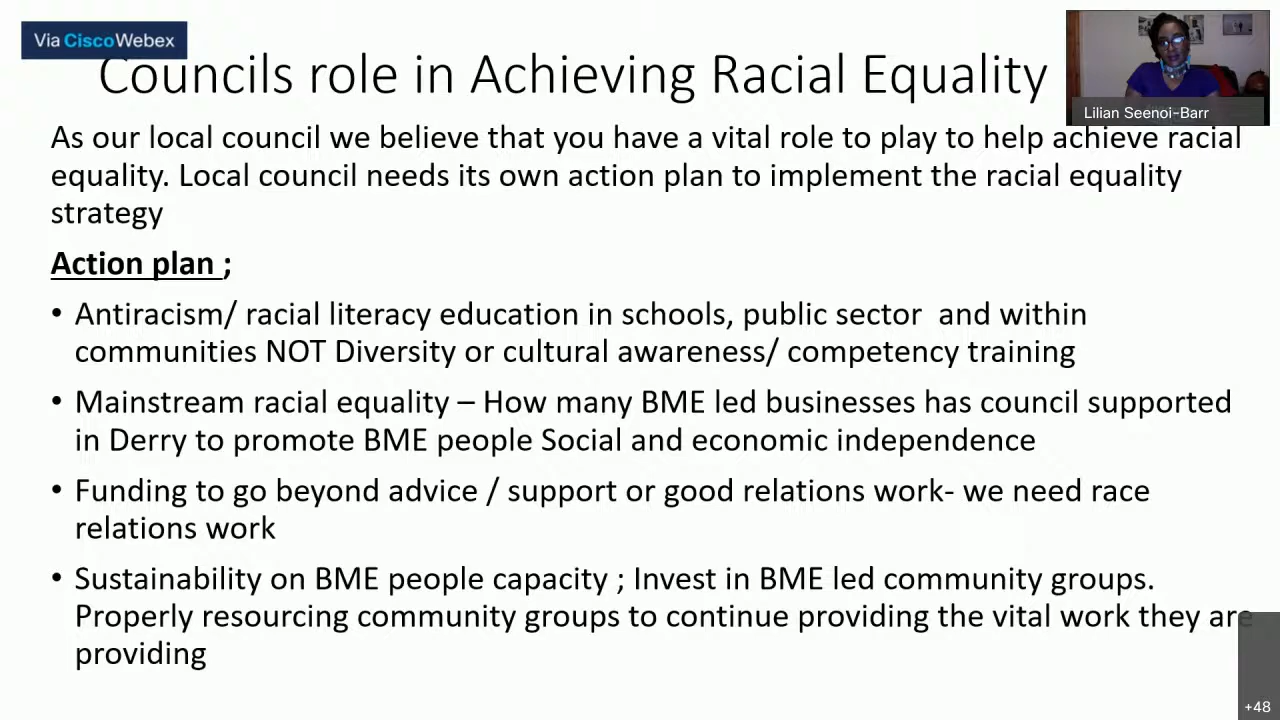 Via Cisco Webex
Councils role in Achieving Racial Equality
Lilian Seenoi-Barr
As our local council we believe that you have a vital role to play to help achieve racial
equality. Local council needs its own action plan to implement the racial equality
strategy
Action plan ;
• Antiracism/ racial literacy education in schools, public sector  and within
communities NOT Diversity or cultural awareness/ competency training
• Mainstream racial equality – How many BME led businesses has council supported
in Derry to promote BME people Social and economic independence
• Funding to go beyond advice / support or good relations work- we need race
relations work
• Sustainability on BME people capacity ; Invest in BME led community groups.
Properly resourcing community groups to continue providing the vital work they are
providing
+48